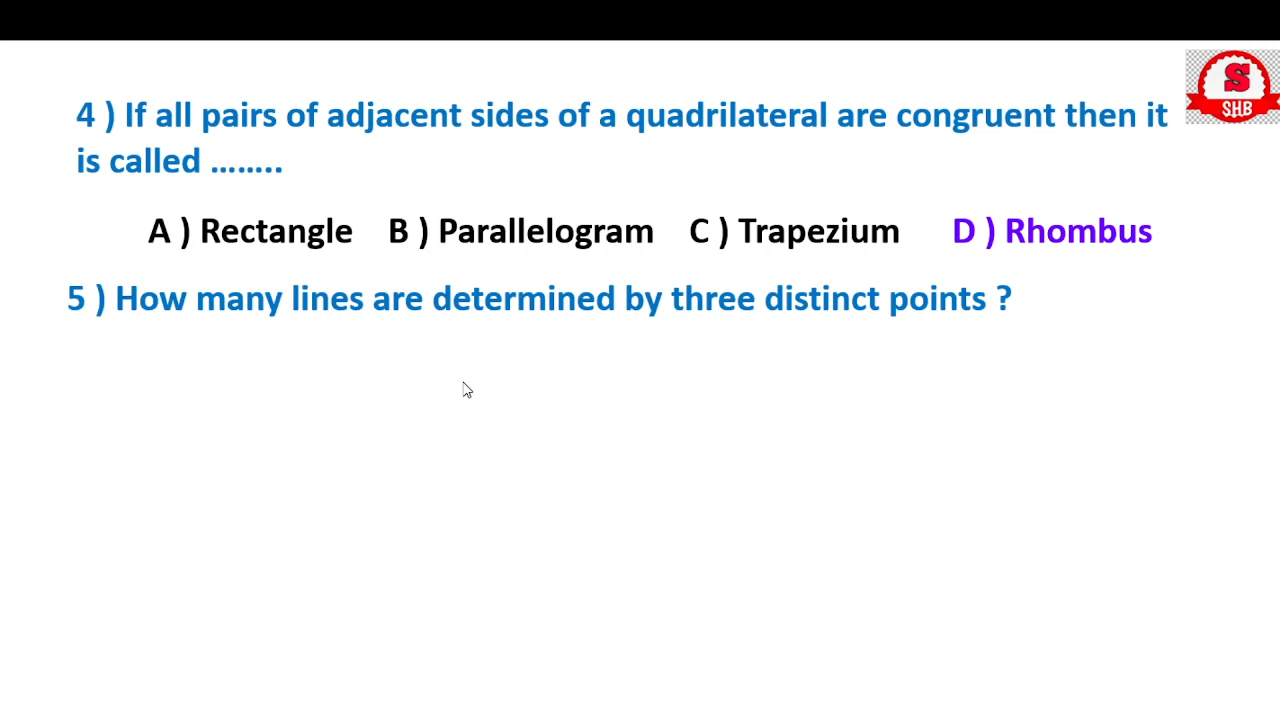 S
SHB
4 ) If all pairs of adjacent sides of a quadrilateral are congruent then it
is called ........
A ) Rectangle B ) Parallelogram C ) Trapezium D ) Rhombus
5 ) How many lines are determined by three distinct points ?